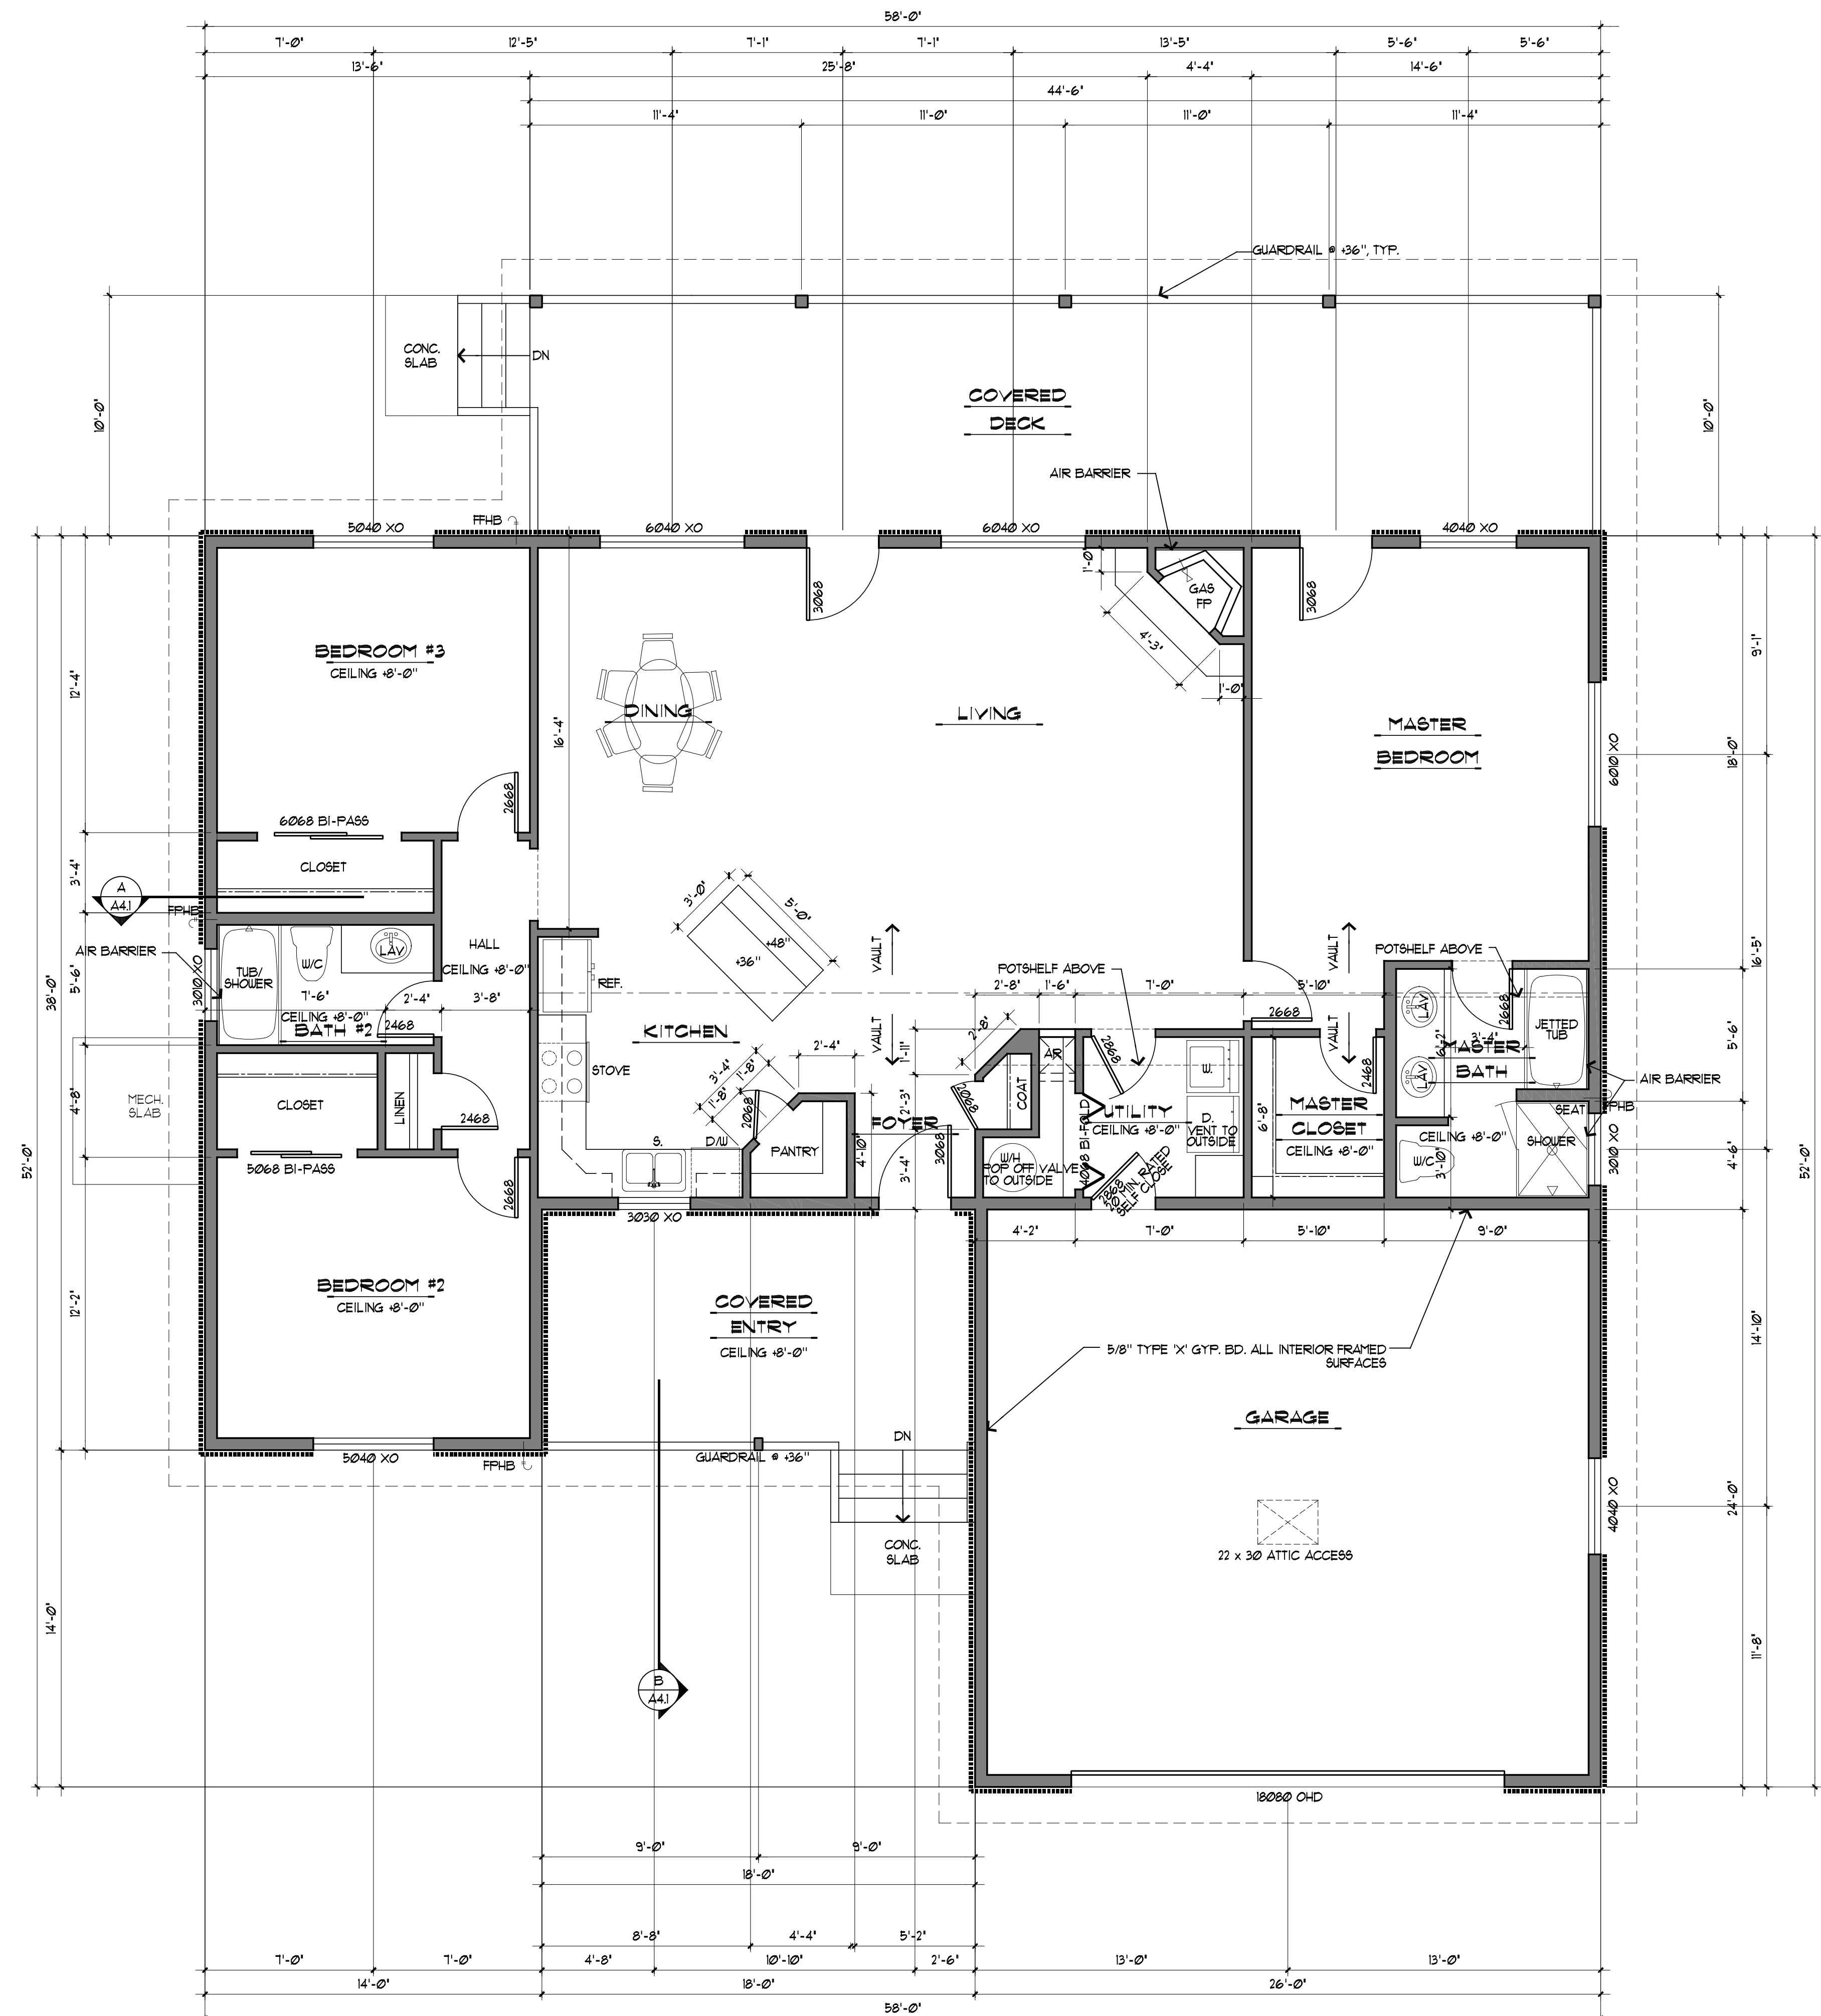 58'-0"
7'-0"
12'-5"
7'-1"
7'-1"
13'-5"
5'-6"
5'-6"
13'-6"
25'-8"
4'-4"
14'-6"
44'-6"
11'-4"
11'-0"
11'-0"
11'-4"
GUARDRAIL @ +36", TYP.
CONC.
SLAB
DN
10'-0"
10'-0"
COVERED
DECK
AIR BARRIER
5040 XO
FFHB
6040 XO
6040 XO
4040 XO
3068
3068
1'-0"
GAS
FP
4'-3"
1'-0"
BEDROOM #3
CEILING +8'-0"
DINING
LIVING
MASTER
BEDROOM
12'-4"
16'-4"
9'-1"
18'-0"
6010 XO
2668
6068 BI-PASS
CLOSET
3'-4"
A
A4.1
FPHB
3'-0"
5'-0"
+48"
+36"
AIR BARRIER
3010 XO
TUB/
SHOWER
W/C
LAV
HALL
CEILING +8'-0"
REF.
VAULT
VAULT
POTSHELF ABOVE
POTSHELF ABOVE
16'-5"
5'-6"
38'-0"
7'-6"
2'-4"
3'-8"
CEILING +8'-0"
BATH #2
2468
KITCHEN
VAULT
VAULT
2'-8"
1'-6"
7'-0"
5'-10"
2668
LAV
2668
JETTED
TUB
6'-2"
3'-4"
MASTER
BATH
LAV
5'-6"
2'-8"
1'-11"
AR
2868
W.
2468
STOVE
2'-4"
3'-4"
1'-8"
1'-8"
2068
MECH.
SLAB
4'-8"
CLOSET
LINEN
2468
COAT
2068
2'-3"
FOYER
4068 BI-FOLD
UTILITY
CEILING +8'-0"
D.
VENT TO
OUTSIDE
6'-8"
MASTER
CLOSET
CEILING +8'-0"
AIR BARRIER
SEAT
FPHB
SHOWER
CEILING +8'-0"
W/C
3'-10"
3010 XO
4'-6"
52'-0"
52'-0"
S.
D/W
PANTRY
4'-10"
3'-4"
3068
W/H
POP OFF VALVE
TO OUTSIDE
2868
20 MIN. RATED
SELF CLOSE
5068 BI-PASS
2668
3030 XO
4'-2"
7'-0"
5'-10"
9'-0"
BEDROOM #2
CEILING +8'-0"
12'-2"
COVERED
ENTRY
CEILING +8'-0"
5/8" TYPE 'X' GYP. BD. ALL INTERIOR FRAMED
SURFACES
14'-10"
GARAGE
5040 XO
FPHB
GUARDRAIL @ +36"
DN
CONC.
SLAB
4040 XO
24'-0"
22 x 30 ATTIC ACCESS
14'-0"
11'-8"
B
A4.1
18080 OHD
9'-0"
9'-0"
18'-0"
8'-8"
4'-4"
5'-2"
7'-0"
7'-0"
4'-8"
10'-10"
2'-6"
13'-0"
13'-0"
14'-0"
18'-0"
26'-0"
58'-0"